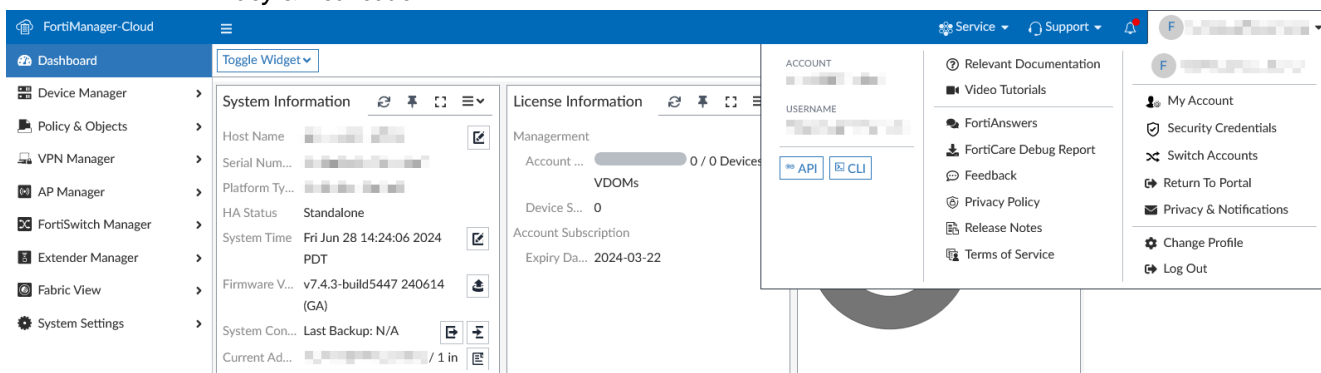 FortiManager-Cloud
Service
Support
F
Dashboard
Device Manager
Policy & Objects
VPN Manager
AP Manager
FortiSwitch Manager
Extender Manager
Fabric View
System Settings
Toggle Widget
System Information
Host Name
Serial Num...
Platform Ty...
HA Status Standalone
System Time Fri Jun 28 14:24:06 2024
PDT
Firmware V... v7.4.3-build5447 240614
(GA)
System Con... Last Backup: N/A
Current Ad... / 1 in
License Information
Management
Account ... 0 / 0 Devices
VDOMs
Device S... 0
Account Subscription
Expiry Da... 2024-03-22
ACCOUNT
USERNAME
API CLI
Relevant Documentation
Video Tutorials
FortiAnswers
FortiCare Debug Report
Feedback
Privacy Policy
Release Notes
Terms of Service
F
My Account
Security Credentials
Switch Accounts
Return To Portal
Privacy & Notifications
Change Profile
Log Out